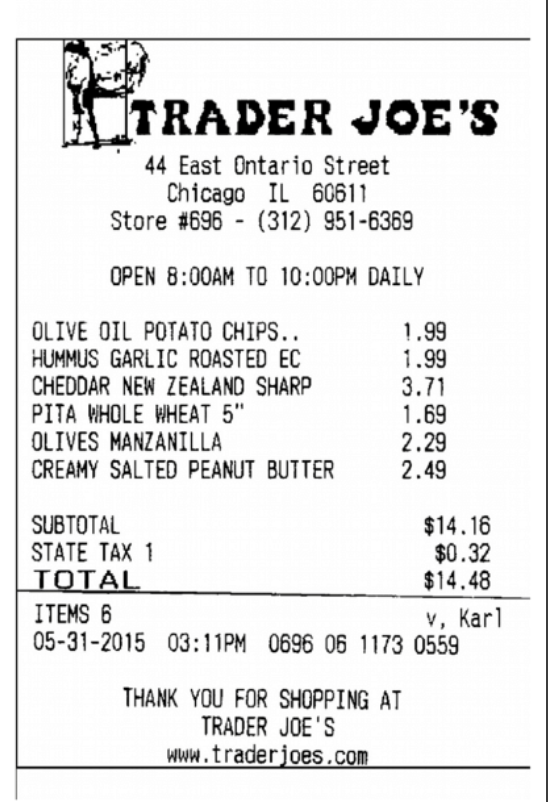 TRADER JOE'S
44 East Ontario Street
Chicago IL 60611
Store #696 - (312) 951-6369
OPEN 8:00AM TO 10:00PM DAILY
OLIVE OIL POTATO CHIPS.. 1.99
HUMMUS GARLIC ROASTED EC 1.99
CHEDDAR NEW ZEALAND SHARP 3.71
PITA WHOLE WHEAT 5" 1.69
OLIVES MANZANILLA 2.29
CREAMY SALTED PEANUT BUTTER 2.49
SUBTOTAL $14.16
STATE TAX 1 $0.32
TOTAL $14.48
ITEMS 6 v, Karl
05-31-2015 03:11PM 0696 06 1173 0559
THANK YOU FOR SHOPPING AT
TRADER JOE'S
www.traderjoes.com